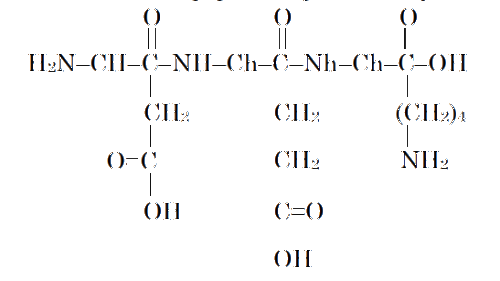 O O O
H₂N–CH–C–NH–Ch–C–Nh–Ch–C–OH
CH₂ CH₂ (CH₂)₄
O=C CH₂ NH₂
OH C=O
OH